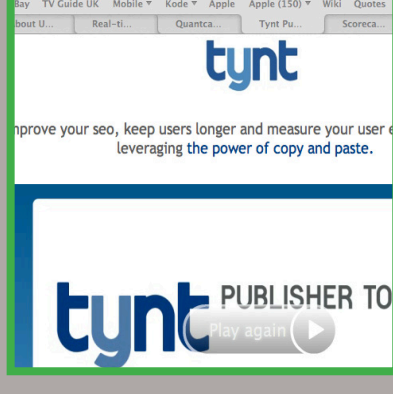 Bay TV Guide UK Mobile ▾ Kode ▾ Apple Apple (150) ▾ Wiki Quotes
bout U... Real-ti... Quantca... Tynt Pu... Scoreca...
tynt
nprove your seo, keep users longer and measure your user e
leveraging the power of copy and paste.
tynt PUBLISHER TO
Play again